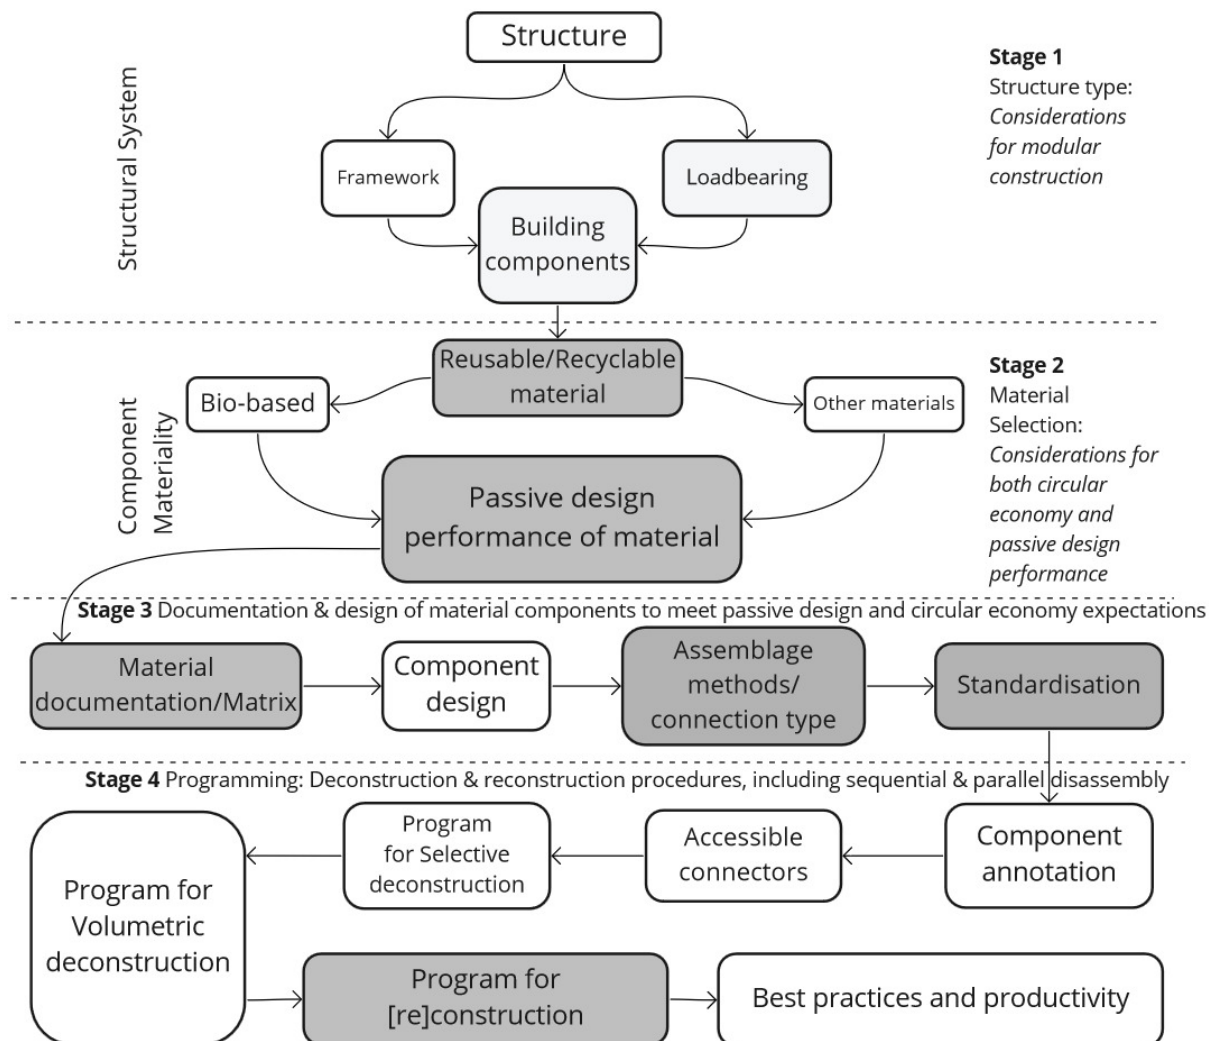 Structure
Stage 1
Structure type:
Considerations
for modular
construction
Structural System
Framework
Loadbearing
Building
components
Reusable/Recyclable
material
Stage 2
Material
Selection:
Considerations for
both circular
economy and
passive design
performance
Component
Materiality
Bio-based
Other materials
Passive design
performance of material
Stage 3 Documentation & design of material components to meet passive design and circular economy expectations
Material
documentation/Matrix
Component
design
Assemblage
methods/
connection type
Standardisation
Stage 4 Programming: Deconstruction & reconstruction procedures, including sequential & parallel disassembly
Component
annotation
Accessible
connectors
Program
for Selective
deconstruction
Program for
Volumetric
deconstruction
Program for
[re]construction
Best practices and productivity